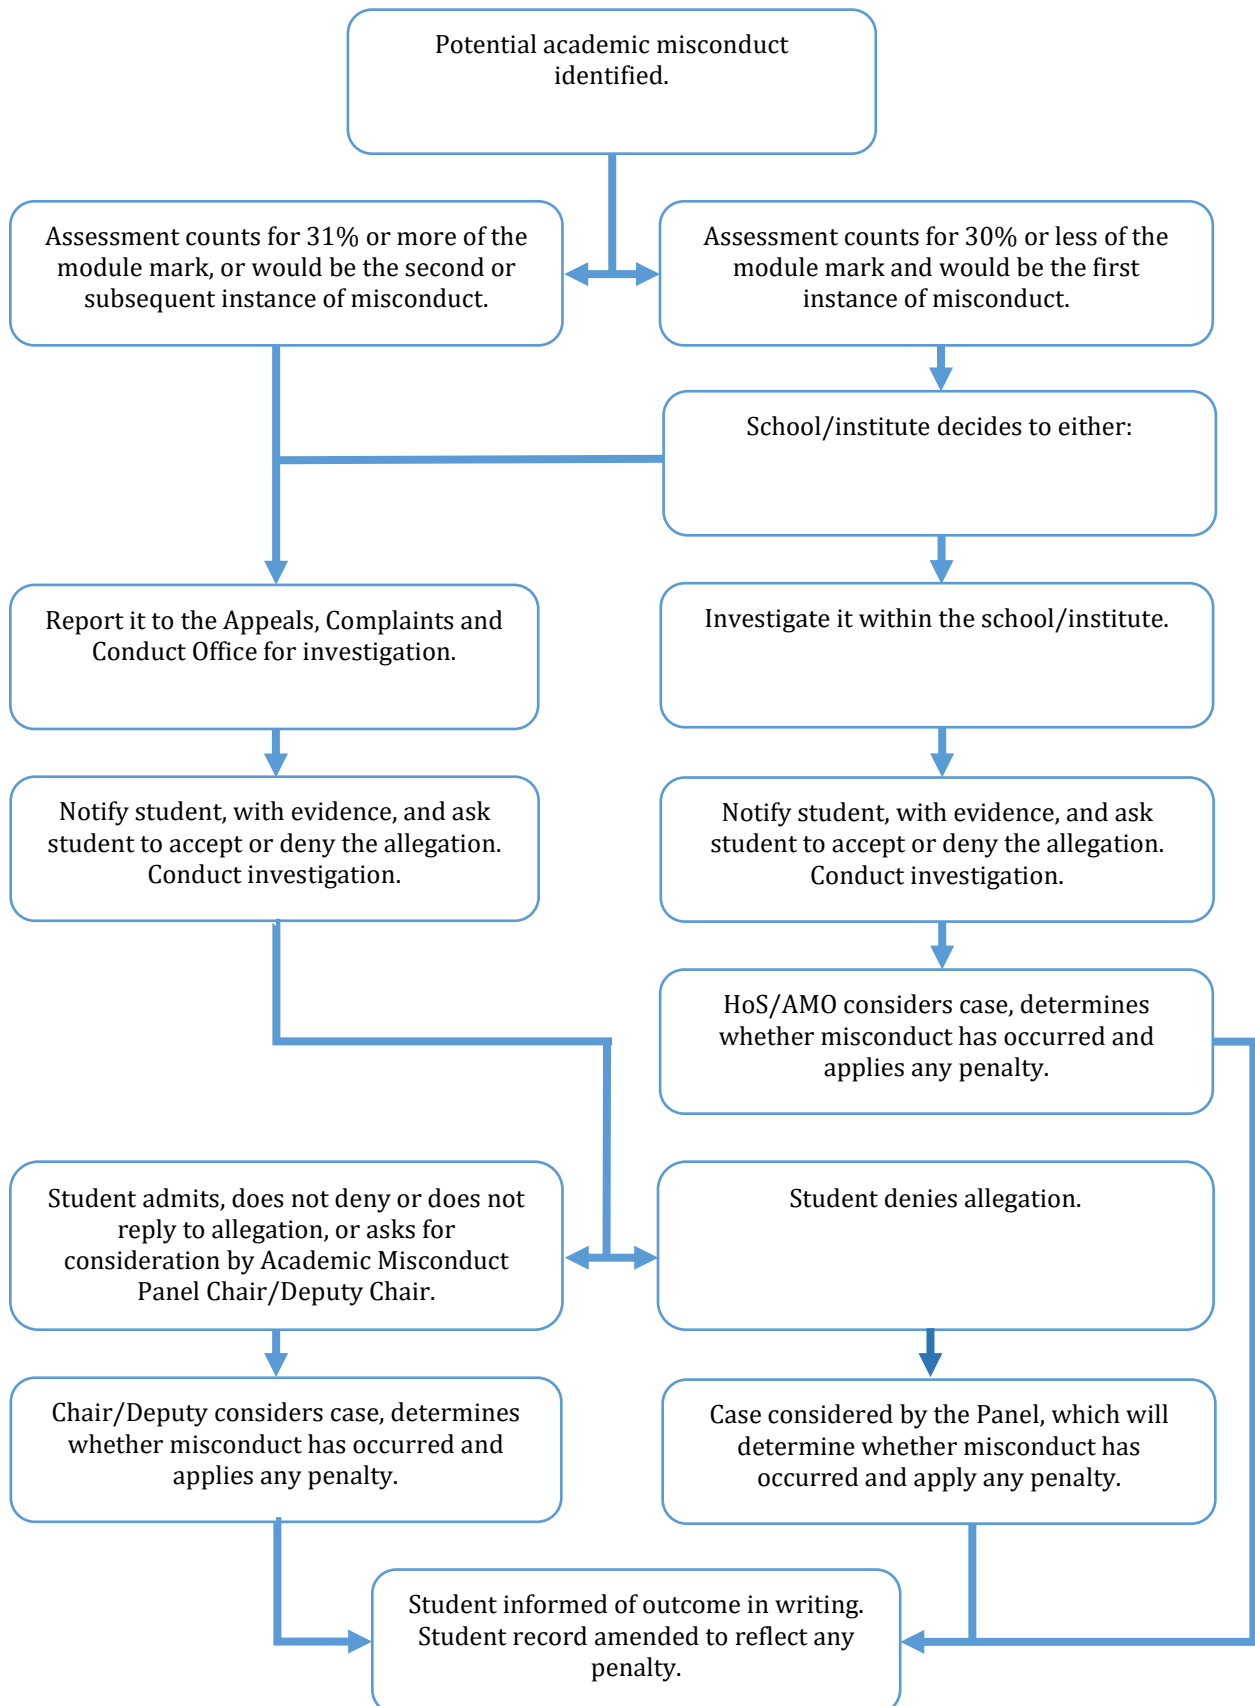 Potential academic misconduct
identified.
Assessment counts for 31% or more of the
module mark, or would be the second or
subsequent instance of misconduct.
Assessment counts for 30% or less of the
module mark and would be the first
instance of misconduct.
School/institute decides to either:
Report it to the Appeals, Complaints and
Conduct Office for investigation.
Investigate it within the school/institute.
Notify student, with evidence, and ask
student to accept or deny the allegation.
Conduct investigation.
Notify student, with evidence, and ask
student to accept or deny the allegation.
Conduct investigation.
HoS/AMO considers case, determines
whether misconduct has occurred and
applies any penalty.
Student admits, does not deny or does not
reply to allegation, or asks for
consideration by Academic Misconduct
Panel Chair/Deputy Chair.
Student denies allegation.
Chair/Deputy considers case, determines
whether misconduct has occurred and
applies any penalty.
Case considered by the Panel, which will
determine whether misconduct has
occurred and apply any penalty.
Student informed of outcome in writing.
Student record amended to reflect any
penalty.